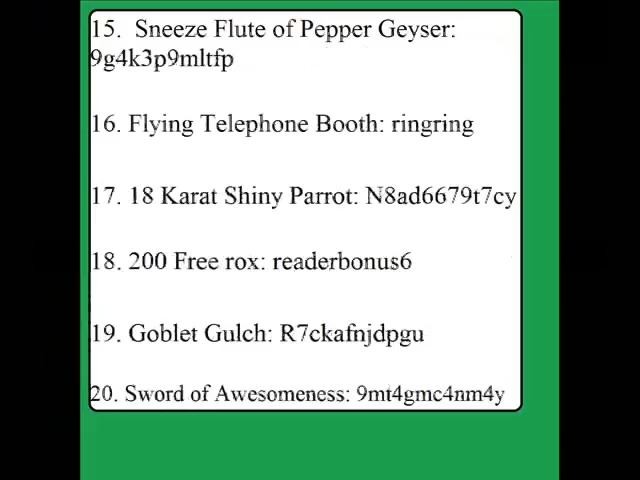 15. Sneeze Flute of Pepper Geyser:
9g4k3p9mltfp
16. Flying Telephone Booth: ringring
17. 18 Karat Shiny Parrot: N8ad6679t7cy
18. 200 Free rox: readerbonus6
19. Goblet Gulch: R7ckafnjdpgu
20. Sword of Awesomeness: 9mt4gmc4nm4y